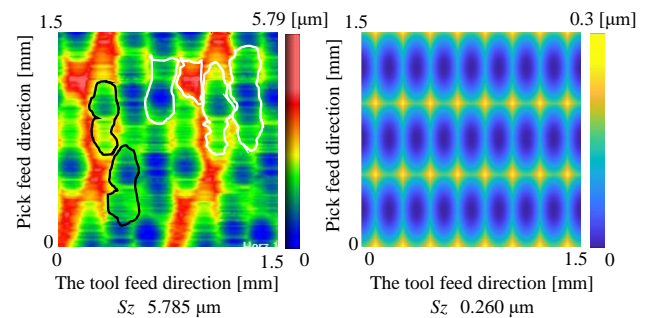 5.79 [µm]
1.5
Pick feed direction [mm]
0
0
1.5
0
The tool feed direction [mm]
Sz 5.785 µm
0.3 [µm]
1.5
Pick feed direction [mm]
0
0
1.5
0
The tool feed direction [mm]
Sz 0.260 µm